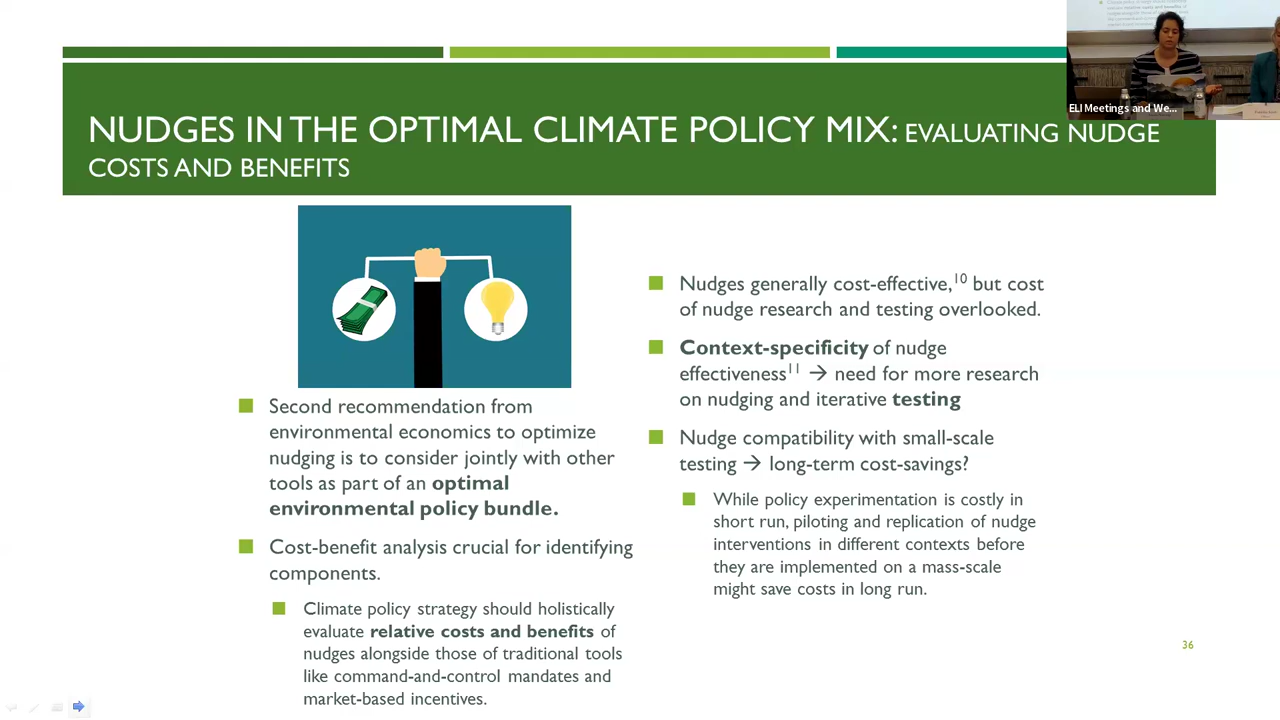 ELI Meetings and We...
NUDGES IN THE OPTIMAL CLIMATE POLICY MIX: EVALUATING NUDGE
COSTS AND BENEFITS
Second recommendation from
environmental economics to optimize
nudging is to consider jointly with other
tools as part of an optimal
environmental policy bundle.
Cost-benefit analysis crucial for identifying
components.
Climate policy strategy should holistically
evaluate relative costs and benefits of
nudges alongside those of traditional tools
like command-and-control mandates and
market-based incentives.
Nudges generally cost-effective,10 but cost
of nudge research and testing overlooked.
Context-specificity of nudge
effectiveness11 → need for more research
on nudging and iterative testing
Nudge compatibility with small-scale
testing → long-term cost-savings?
While policy experimentation is costly in
short run, piloting and replication of nudge
interventions in different contexts before
they are implemented on a mass-scale
might save costs in long run.
36